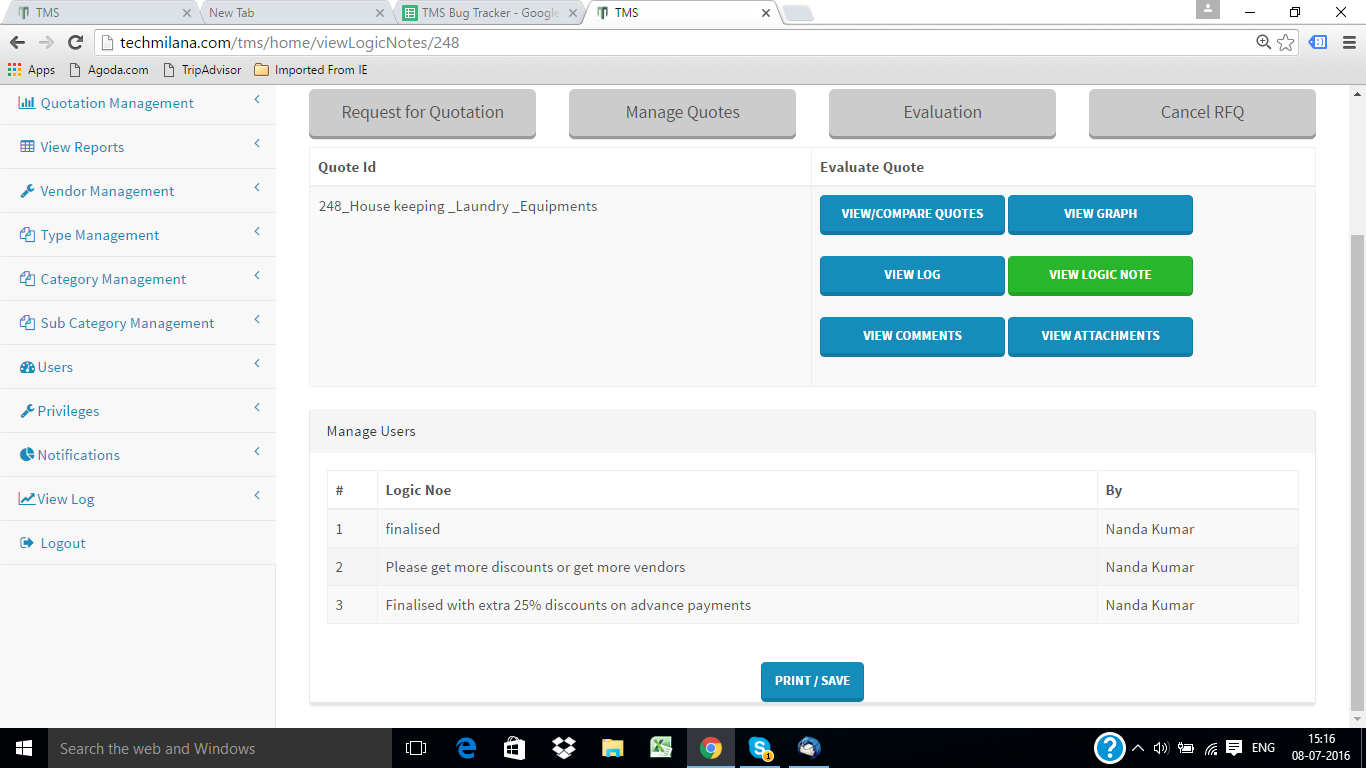 TMS
New Tab
TMS Bug Tracker - Google
TMS
techmilana.com/tms/home/viewLogicNotes/248
Apps
Agoda.com
TripAdvisor
Imported From IE
Quotation Management
View Reports
Vendor Management
Type Management
Category Management
Sub Category Management
Users
Privileges
Notifications
View Log
Logout
Request for Quotation
Manage Quotes
Evaluation
Cancel RFQ
Quote Id
Evaluate Quote
248_House keeping _Laundry _Equipments
VIEW/COMPARE QUOTES
VIEW GRAPH
VIEW LOG
VIEW LOGIC NOTE
VIEW COMMENTS
VIEW ATTACHMENTS
Manage Users
# Logic Noe By
1 finalised Nanda Kumar
2 Please get more discounts or get more vendors Nanda Kumar
3 Finalised with extra 25% discounts on advance payments Nanda Kumar
PRINT / SAVE
Search the web and Windows
1
ENG
15:16
08-07-2016